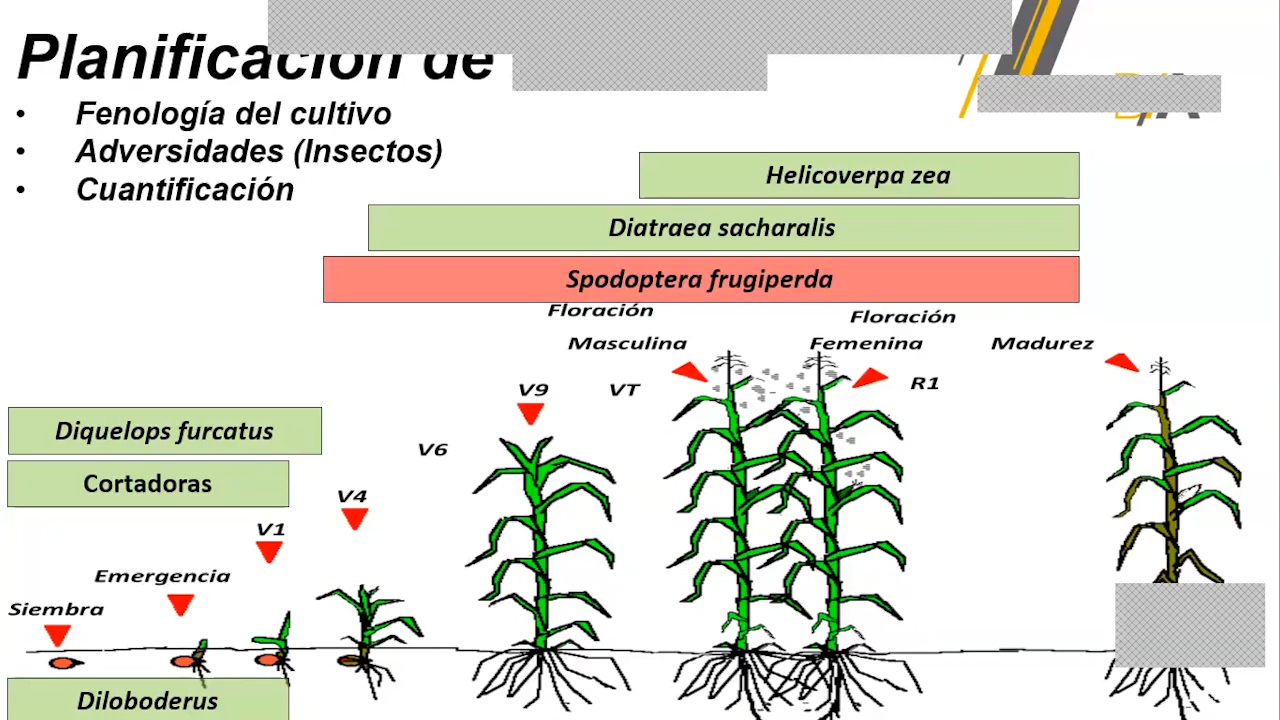 Planificación de
• Fenología del cultivo
• Adversidades (Insectos)
• Cuantificación
Helicoverpa zea
Diatraea sacharalis
Spodoptera frugiperda
Floración
Masculina
Floración
Femenina
Madurez
V9
VT
R1
Diquelops furcatus
V6
Cortadoras
V4
V1
Emergencia
Siembra
Diloboderus